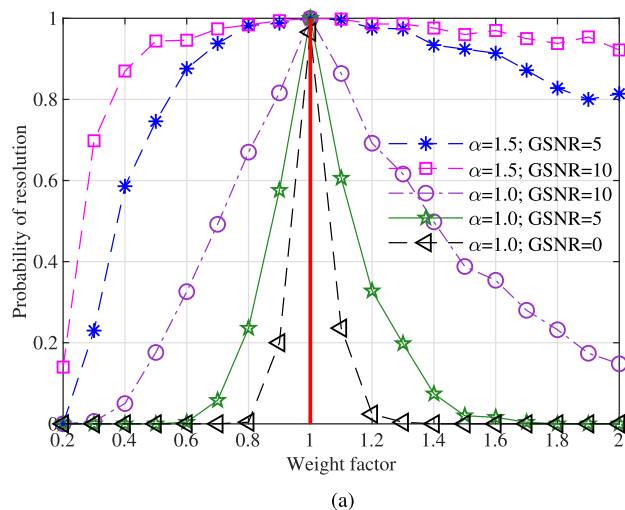 1
0.8
0.6
0.4
0.2
0
Probability of resolution
α=1.5; GSNR=5
α=1.5; GSNR=10
α=1.0; GSNR=10
α=1.0; GSNR=5
α=1.0; GSNR=0
0.2 0.4 0.6 0.8 1 1.2 1.4 1.6 1.8 2
Weight factor
(a)